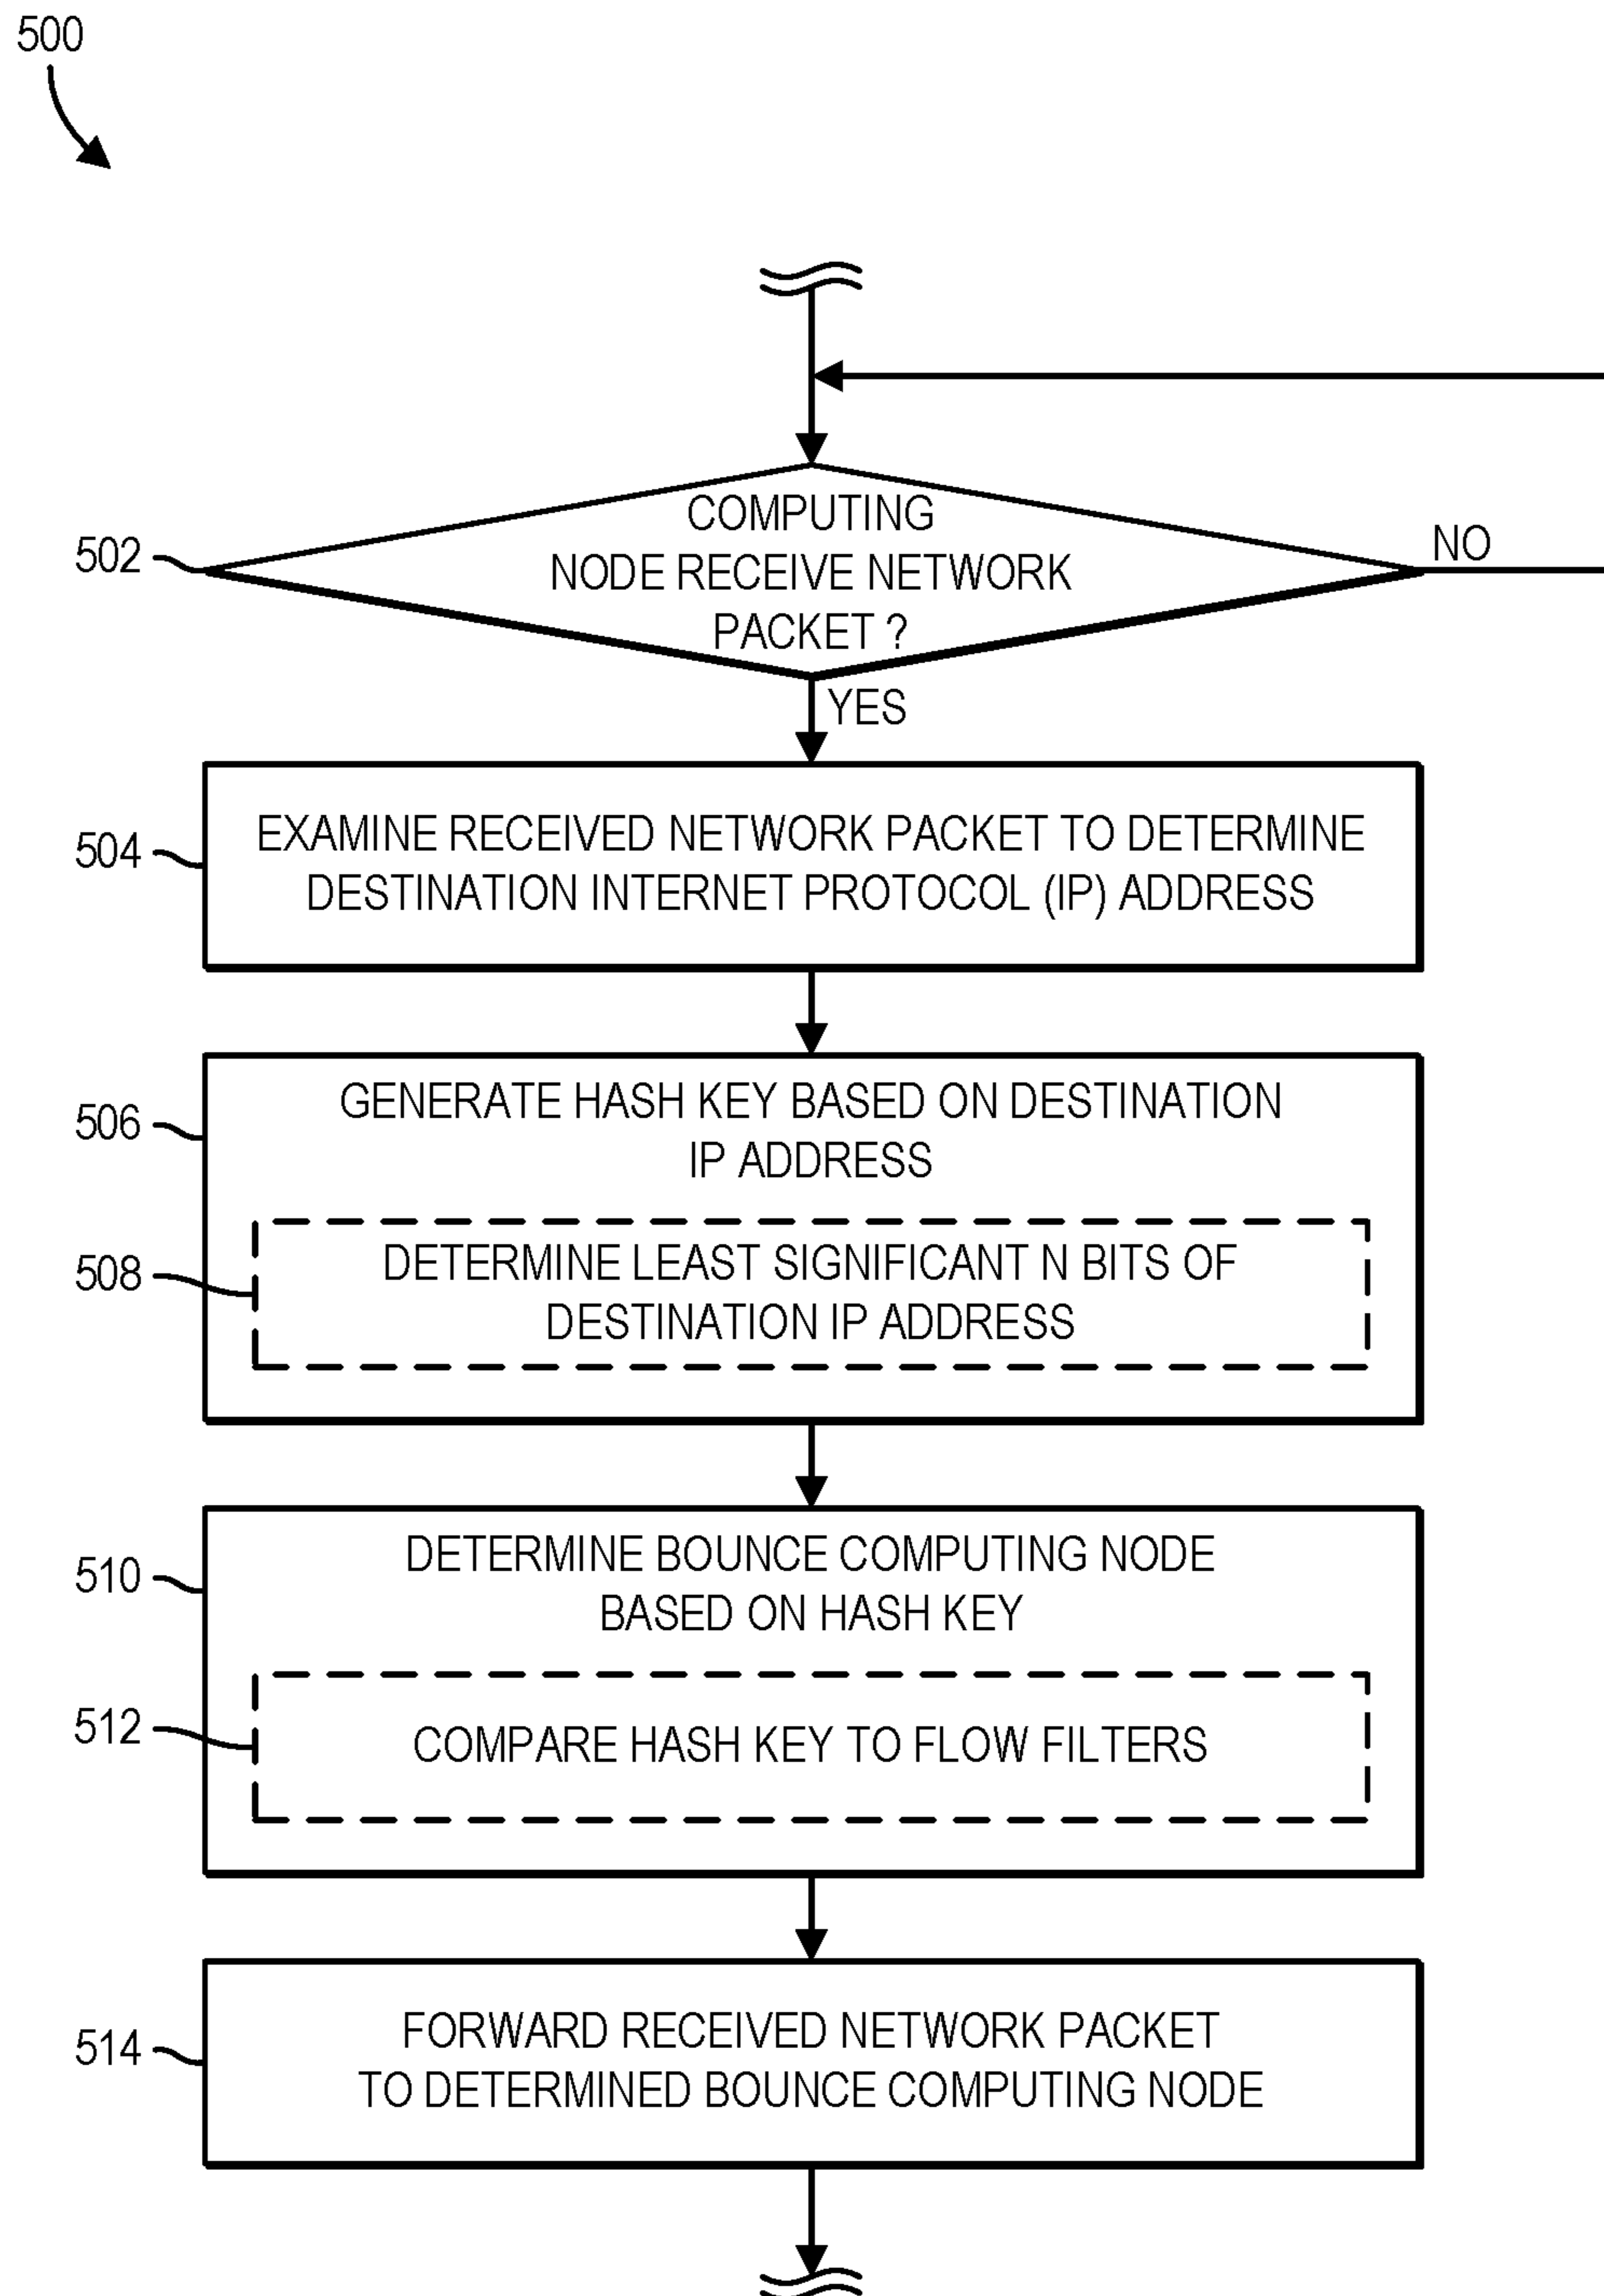 500
COMPUTING
NODE RECEIVE NETWORK
PACKET ?
502
NO
YES
EXAMINE RECEIVED NETWORK PACKET TO DETERMINE
DESTINATION INTERNET PROTOCOL (IP) ADDRESS
504
GENERATE HASH KEY BASED ON DESTINATION
IP ADDRESS
506
DETERMINE LEAST SIGNIFICANT N BITS OF
DESTINATION IP ADDRESS
508
DETERMINE BOUNCE COMPUTING NODE
BASED ON HASH KEY
510
COMPARE HASH KEY TO FLOW FILTERS
512
FORWARD RECEIVED NETWORK PACKET
TO DETERMINED BOUNCE COMPUTING NODE
514